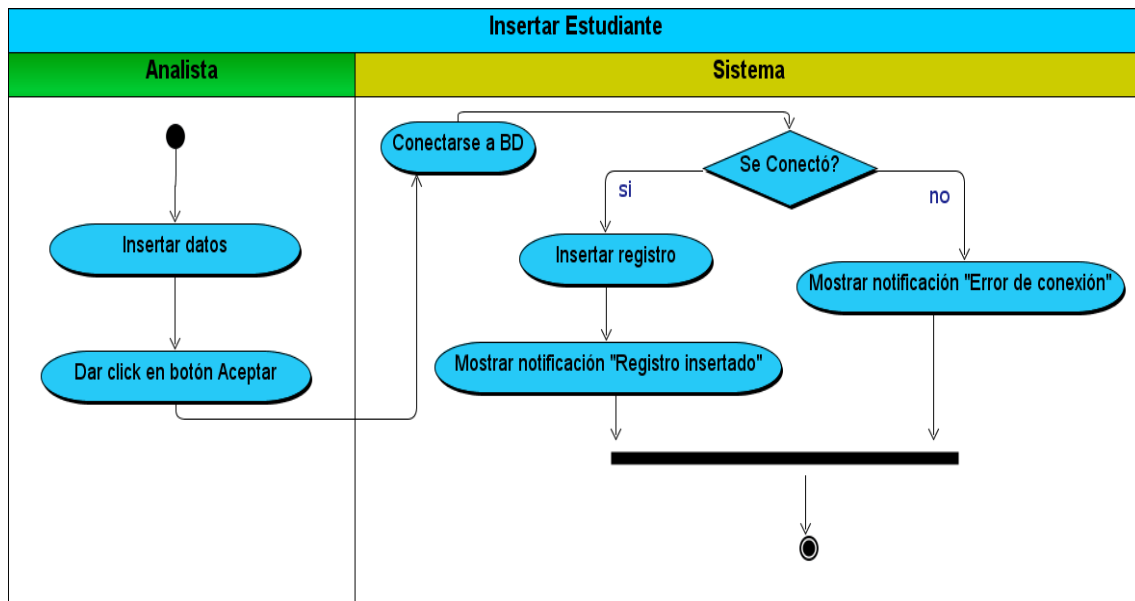 Insertar Estudiante
Analista
Sistema
Conectarse a BD
Se Conectó?
si
no
Insertar datos
Insertar registro
Mostrar notificación "Error de conexión"
Dar click en botón Aceptar
Mostrar notificación "Registro insertado"